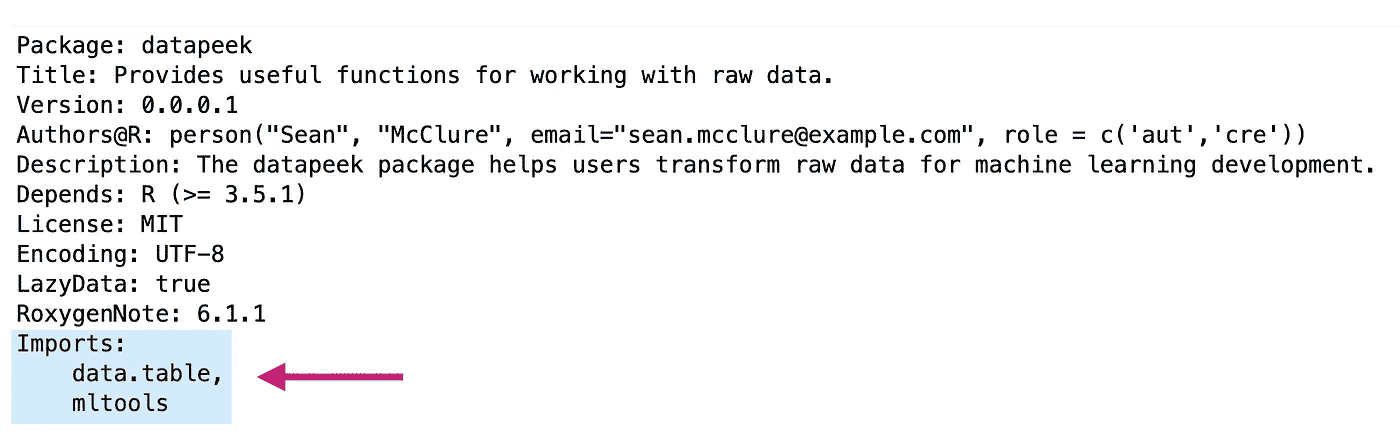 Package: datapeek
Title: Provides useful functions for working with raw data.
Version: 0.0.0.1
Authors@R: person("Sean", "McClure", email="sean.mcclure@example.com", role = c('aut','cre'))
Description: The datapeek package helps users transform raw data for machine learning development.
Depends: R (>= 3.5.1)
License: MIT
Encoding: UTF-8
LazyData: true
RoxygenNote: 6.1.1
Imports:
    data.table,
    mltools